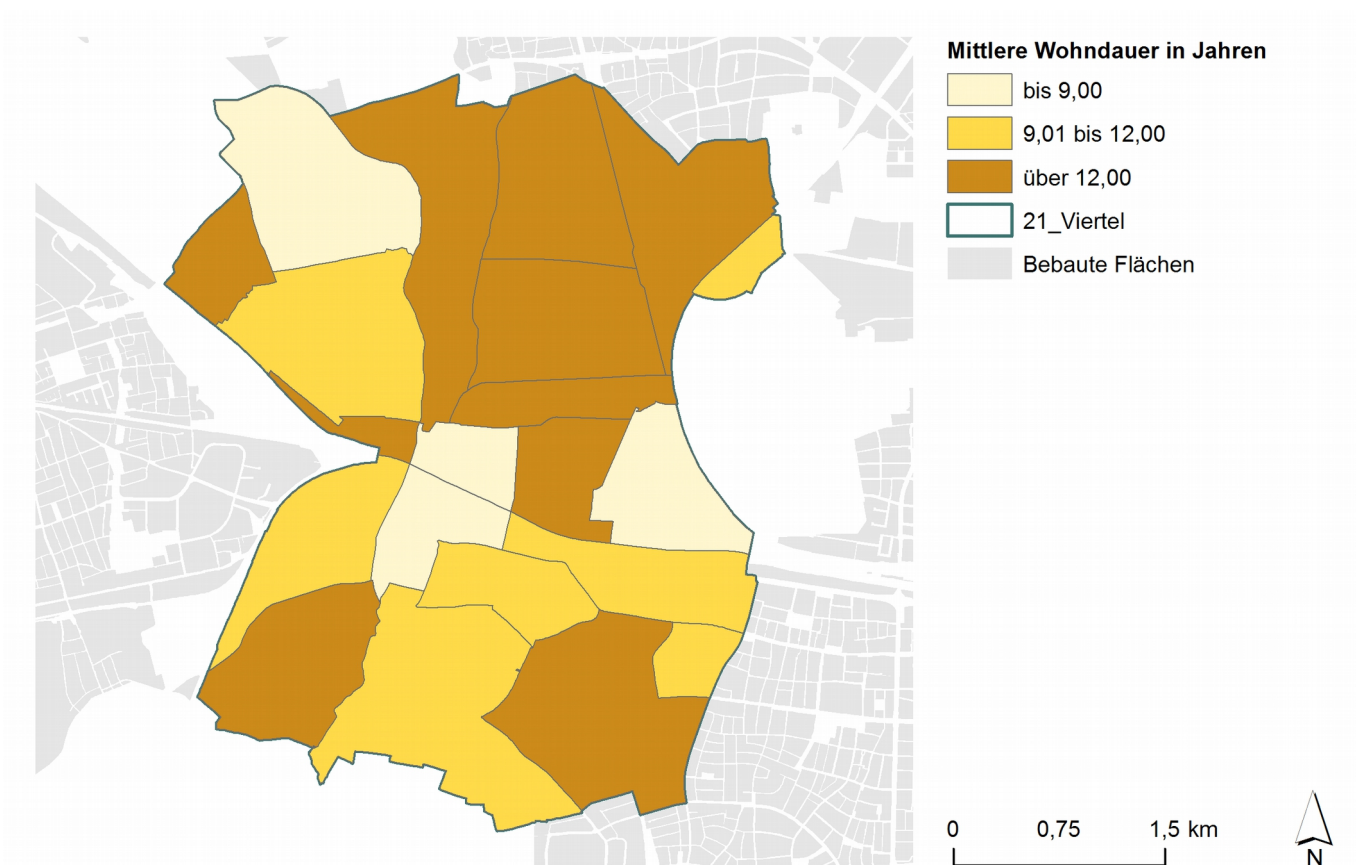 Mittlere Wohndauer in Jahren
bis 9,00
9,01 bis 12,00
über 12,00
21_Viertel
Bebaute Flächen
0 0,75 1,5 km
N